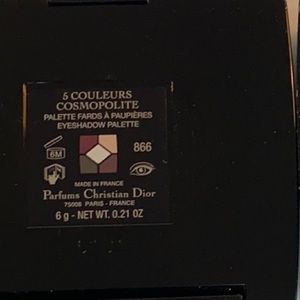 5 COULEURS
COSMOPOLITE
PALETTE FARDS À PAUPIÈRES
EYESHADOW PALETTE
866
6M
MADE IN FRANCE
Parfums Christian Dior
75008 PARIS - FRANCE
6 g - NET WT. 0.21 OZ